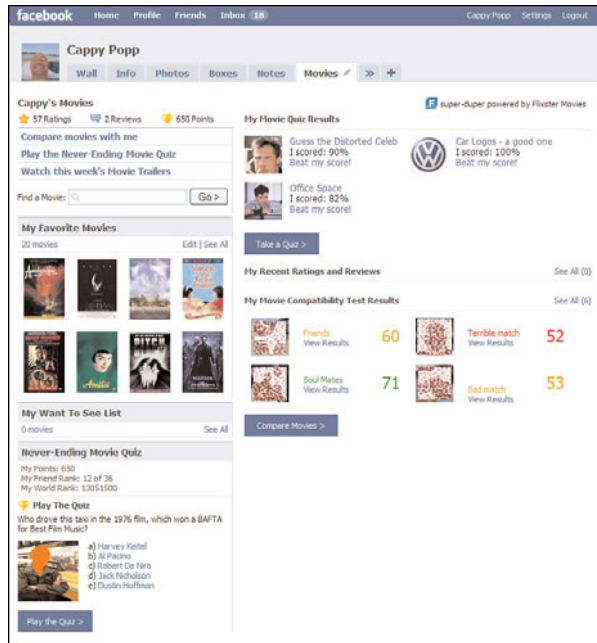 facebook Home Profile Friends Inbox 18 Cappy Popp Settings Logout
Cappy Popp
Wall Info Photos Boxes Notes Movies » +
Cappy's Movies
57 Ratings 2 Reviews 650 Points
Compare movies with me
Play the Never-Ending Movie Quiz
Watch this week's Movie Trailers
Find a Movie: Go >
My Favorite Movies
20 movies Edit | See All
Amélie
PITCH
My Want To See List
0 movies See All
Never-Ending Movie Quiz
My Points: 650
My Friend Rank: 12 of 36
My World Rank: 13051500
Play The Quiz
Who drove this taxi in the 1976 film, which won a BAFTA
for Best Film Music?
a) Harvey Keitel
b) Al Pacino
c) Robert De Niro
d) Jack Nicholson
e) Dustin Hoffman
Play the Quiz >
F super-duper powered by Flixster Movies
My Movie Quiz Results
Guess the Distorted Celeb
I scored: 90%
Beat my score!
Car Logos - a good one
I scored: 100%
Beat my score!
Office Space
I scored: 82%
Beat my score!
Take a Quiz >
My Recent Ratings and Reviews See All (0)
My Movie Compatibility Test Results See All (6)
Friends 60
View Results
Terrible match 52
View Results
Soul Mates 71
View Results
Bad match 53
View Results
Compare Movies >